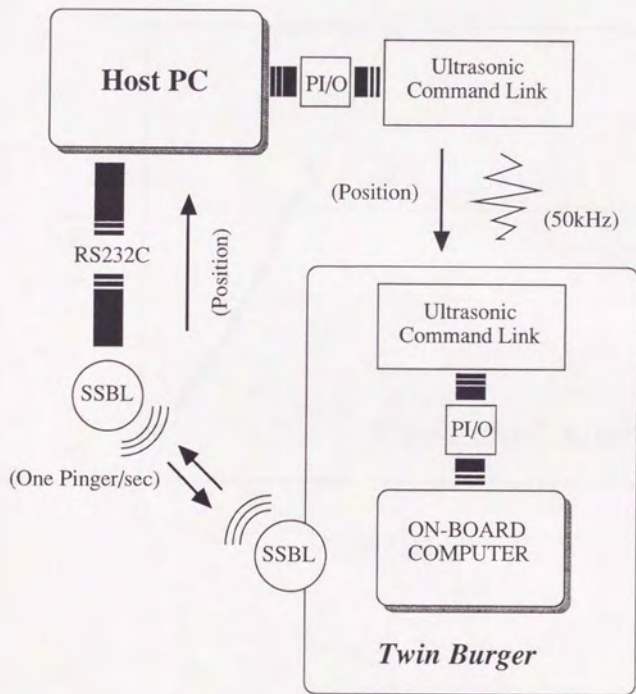 Host PC
PI/O
Ultrasonic
Command Link
(Position)
(50kHz)
RS232C
(Position)
Ultrasonic
Command Link
SSBL
PI/O
(One Pinger/sec)
SSBL
ON-BOARD
COMPUTER
Twin Burger